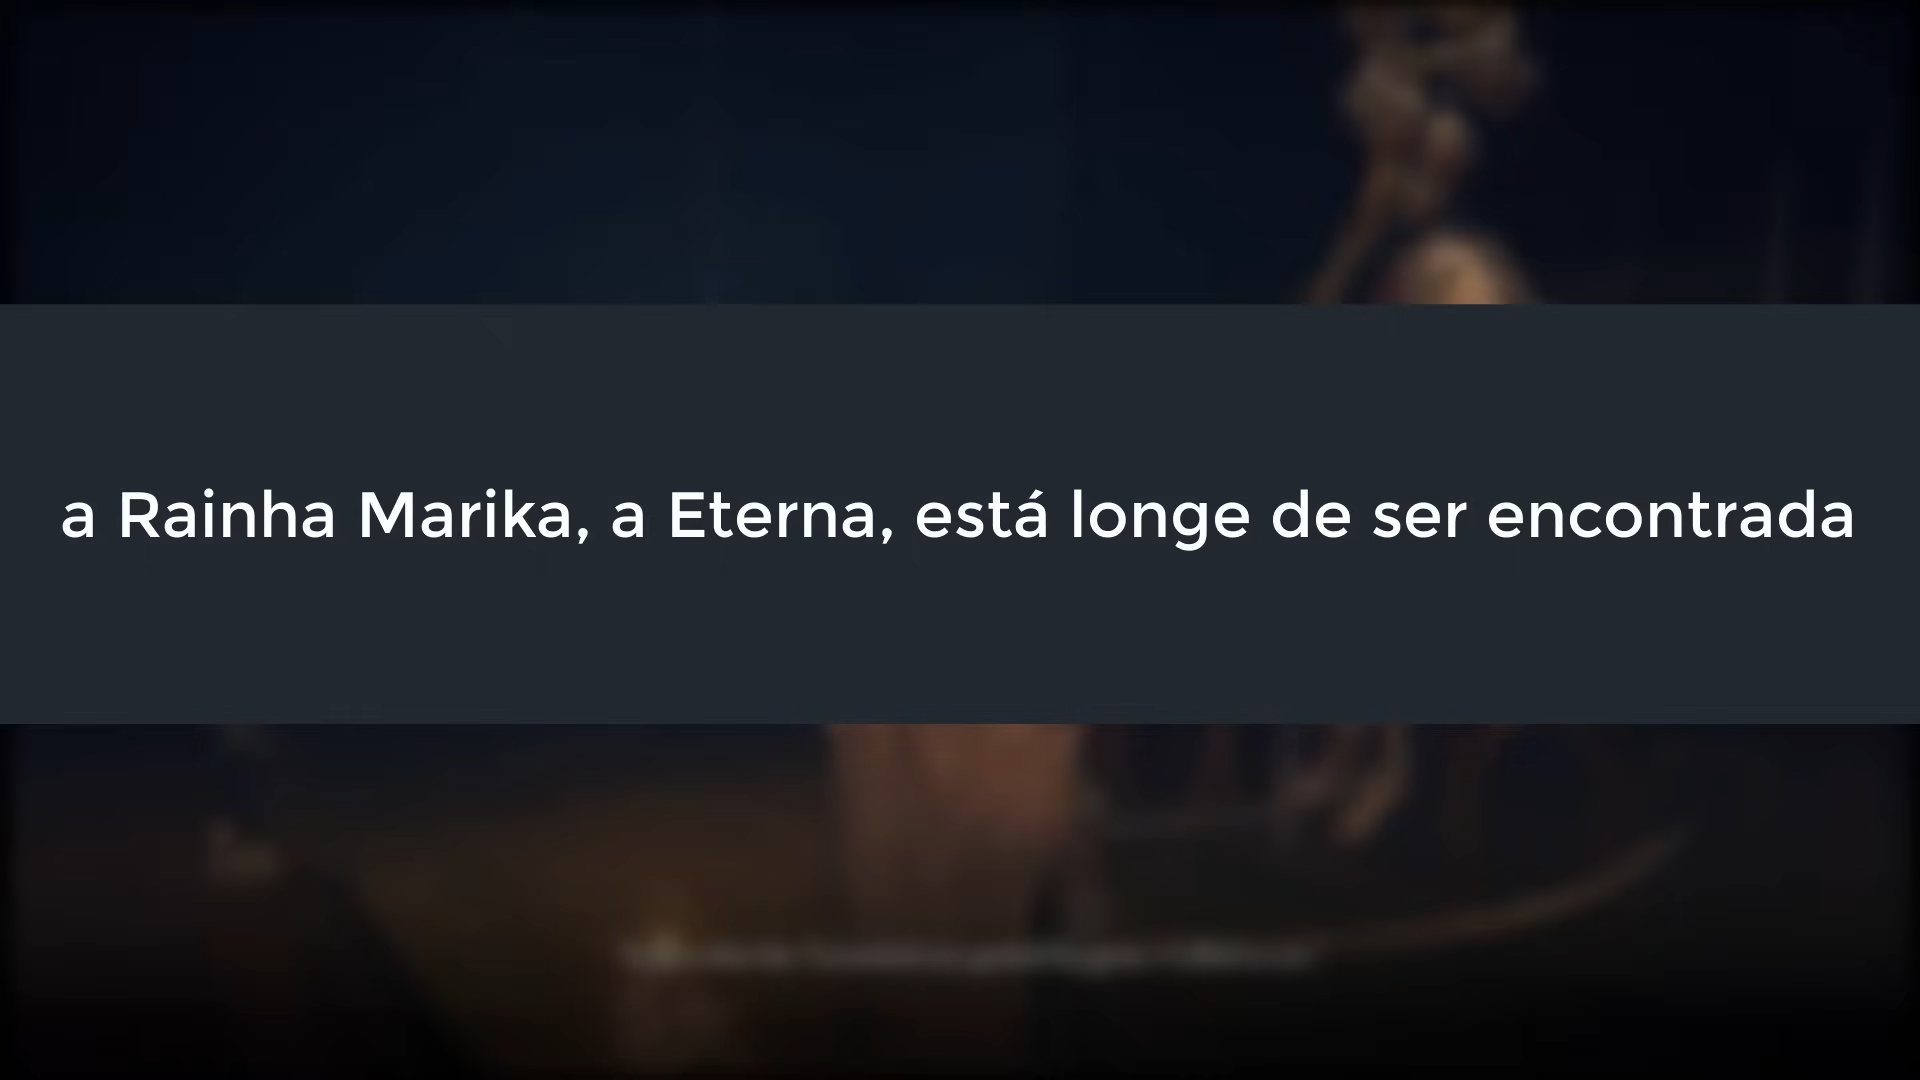 a Rainha Marika, a Eterna, está longe de ser encontrada